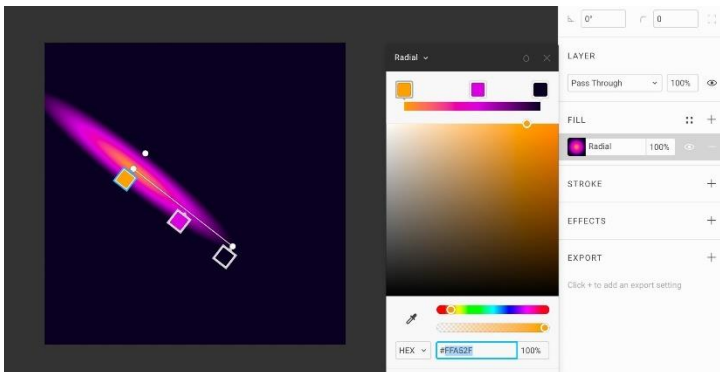 0°
0
LAYER
Pass Through
100%
FILL
Radial
100%
STROKE
EFFECTS
EXPORT
Click + to add an export setting
Radial
HEX
#FFA52F
100%